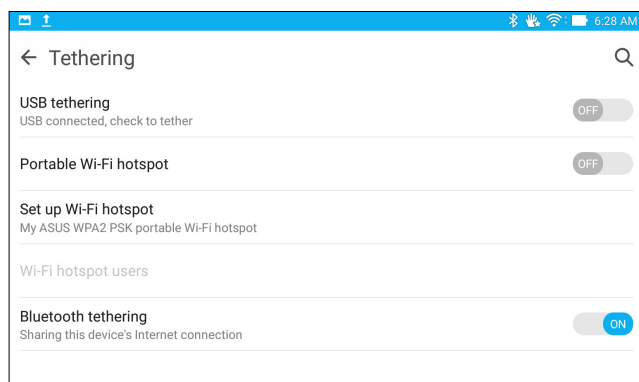 6:28 AM
Tethering
USB tethering
OFF
USB connected, check to tether
Portable Wi-Fi hotspot
OFF
Set up Wi-Fi hotspot
My ASUS WPA2 PSK portable Wi-Fi hotspot
Wi-Fi hotspot users
Bluetooth tethering
ON
Sharing this device's Internet connection